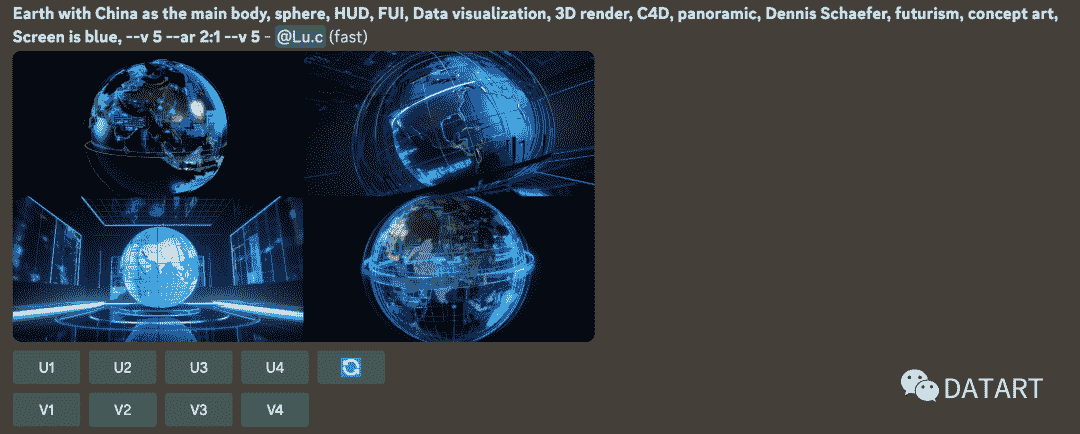 Earth with China as the main body, sphere, HUD, FUI, Data visualization, 3D render, C4D, panoramic, Dennis Schaefer, futurism, concept art,
Screen is blue, --v 5 --ar 2:1 --v 5 - @Lu.c (fast)
U1 U2 U3 U4
V1 V2 V3 V4
DATART